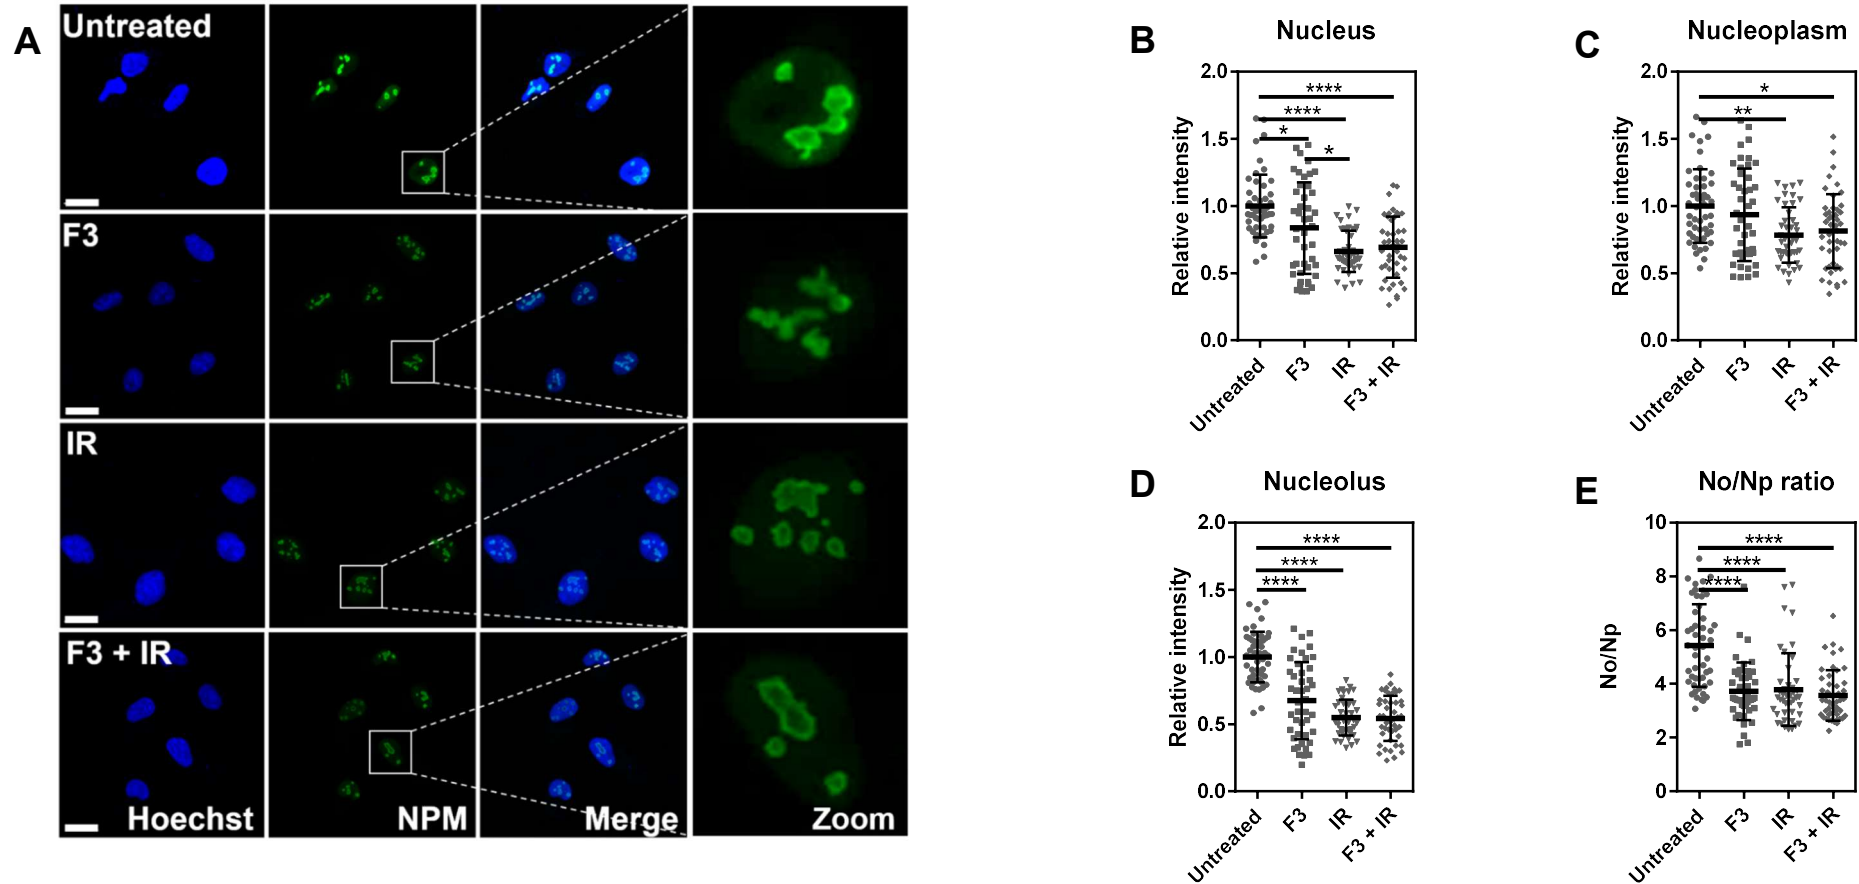 A
Untreated
F3
IR
F3 + IR
Hoechst
NPM
Merge
Zoom
B
Nucleus
Relative intensity
2.0
1.5
1.0
0.5
0.0
****
****
*
*
Untreated
F3
IR
F3 + IR
C
Nucleoplasm
Relative intensity
2.0
1.5
1.0
0.5
0.0
*
**
Untreated
F3
IR
F3 + IR
D
Nucleolus
Relative intensity
2.0
1.5
1.0
0.5
0.0
****
****
****
Untreated
F3
IR
F3 + IR
E
No/Np ratio
No/Np
10
8
6
4
2
0
****
****
****
Untreated
F3
IR
F3 + IR